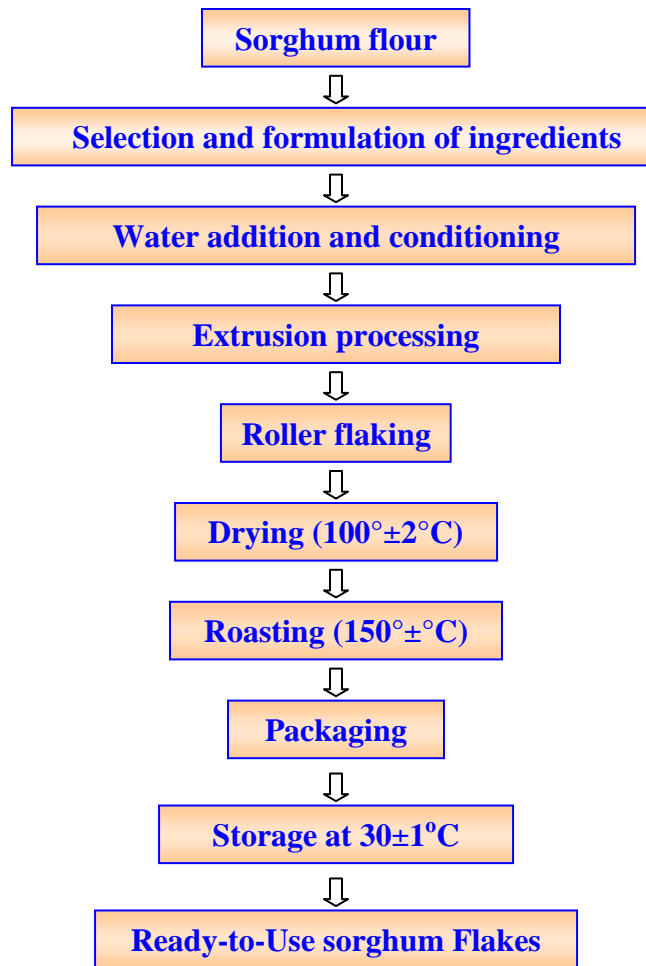 Sorghum flour
Selection and formulation of ingredients
Water addition and conditioning
Extrusion processing
Roller flaking
Drying (100°±2°C)
Roasting (150°±°C)
Packaging
Storage at 30±1°C
Ready-to-Use sorghum Flakes